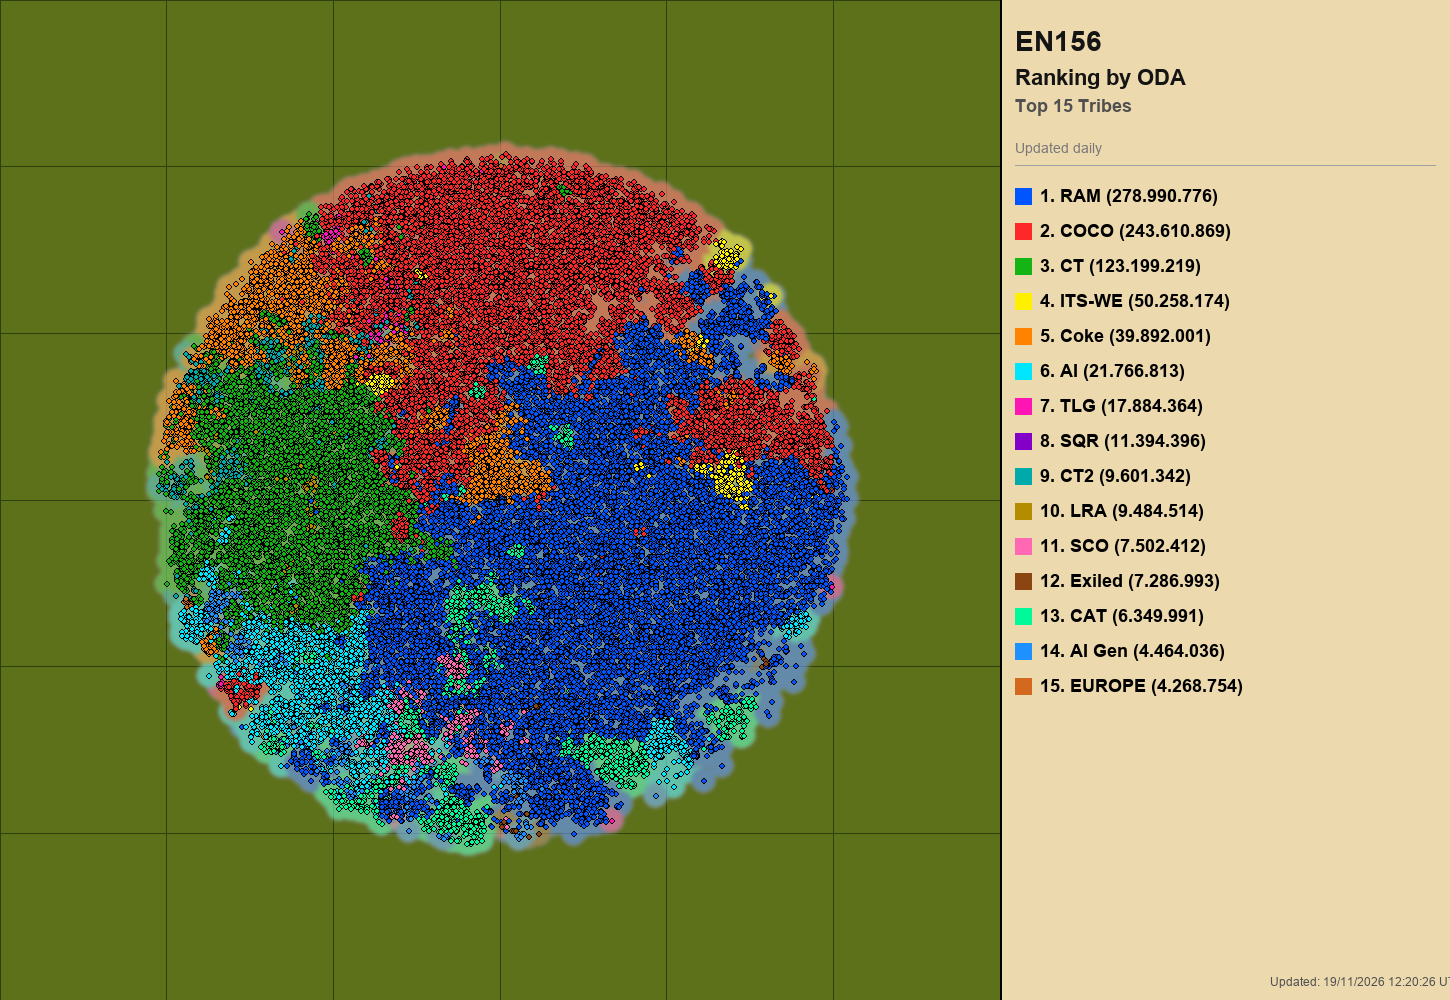 EN156
Ranking by ODA
Top 15 Tribes
Updated daily
1. RAM (278.990.776)
2. COCO (243.610.869)
3. CT (123.199.219)
4. ITS-WE (50.258.174)
5. Coke (39.892.001)
6. AI (21.766.813)
7. TLG (17.884.364)
8. SQR (11.394.396)
9. CT2 (9.601.342)
10. LRA (9.484.514)
11. SCO (7.502.412)
12. Exiled (7.286.993)
13. CAT (6.349.991)
14. AI Gen (4.464.036)
15. EUROPE (4.268.754)
Updated: 19/11/2026 12:20:26